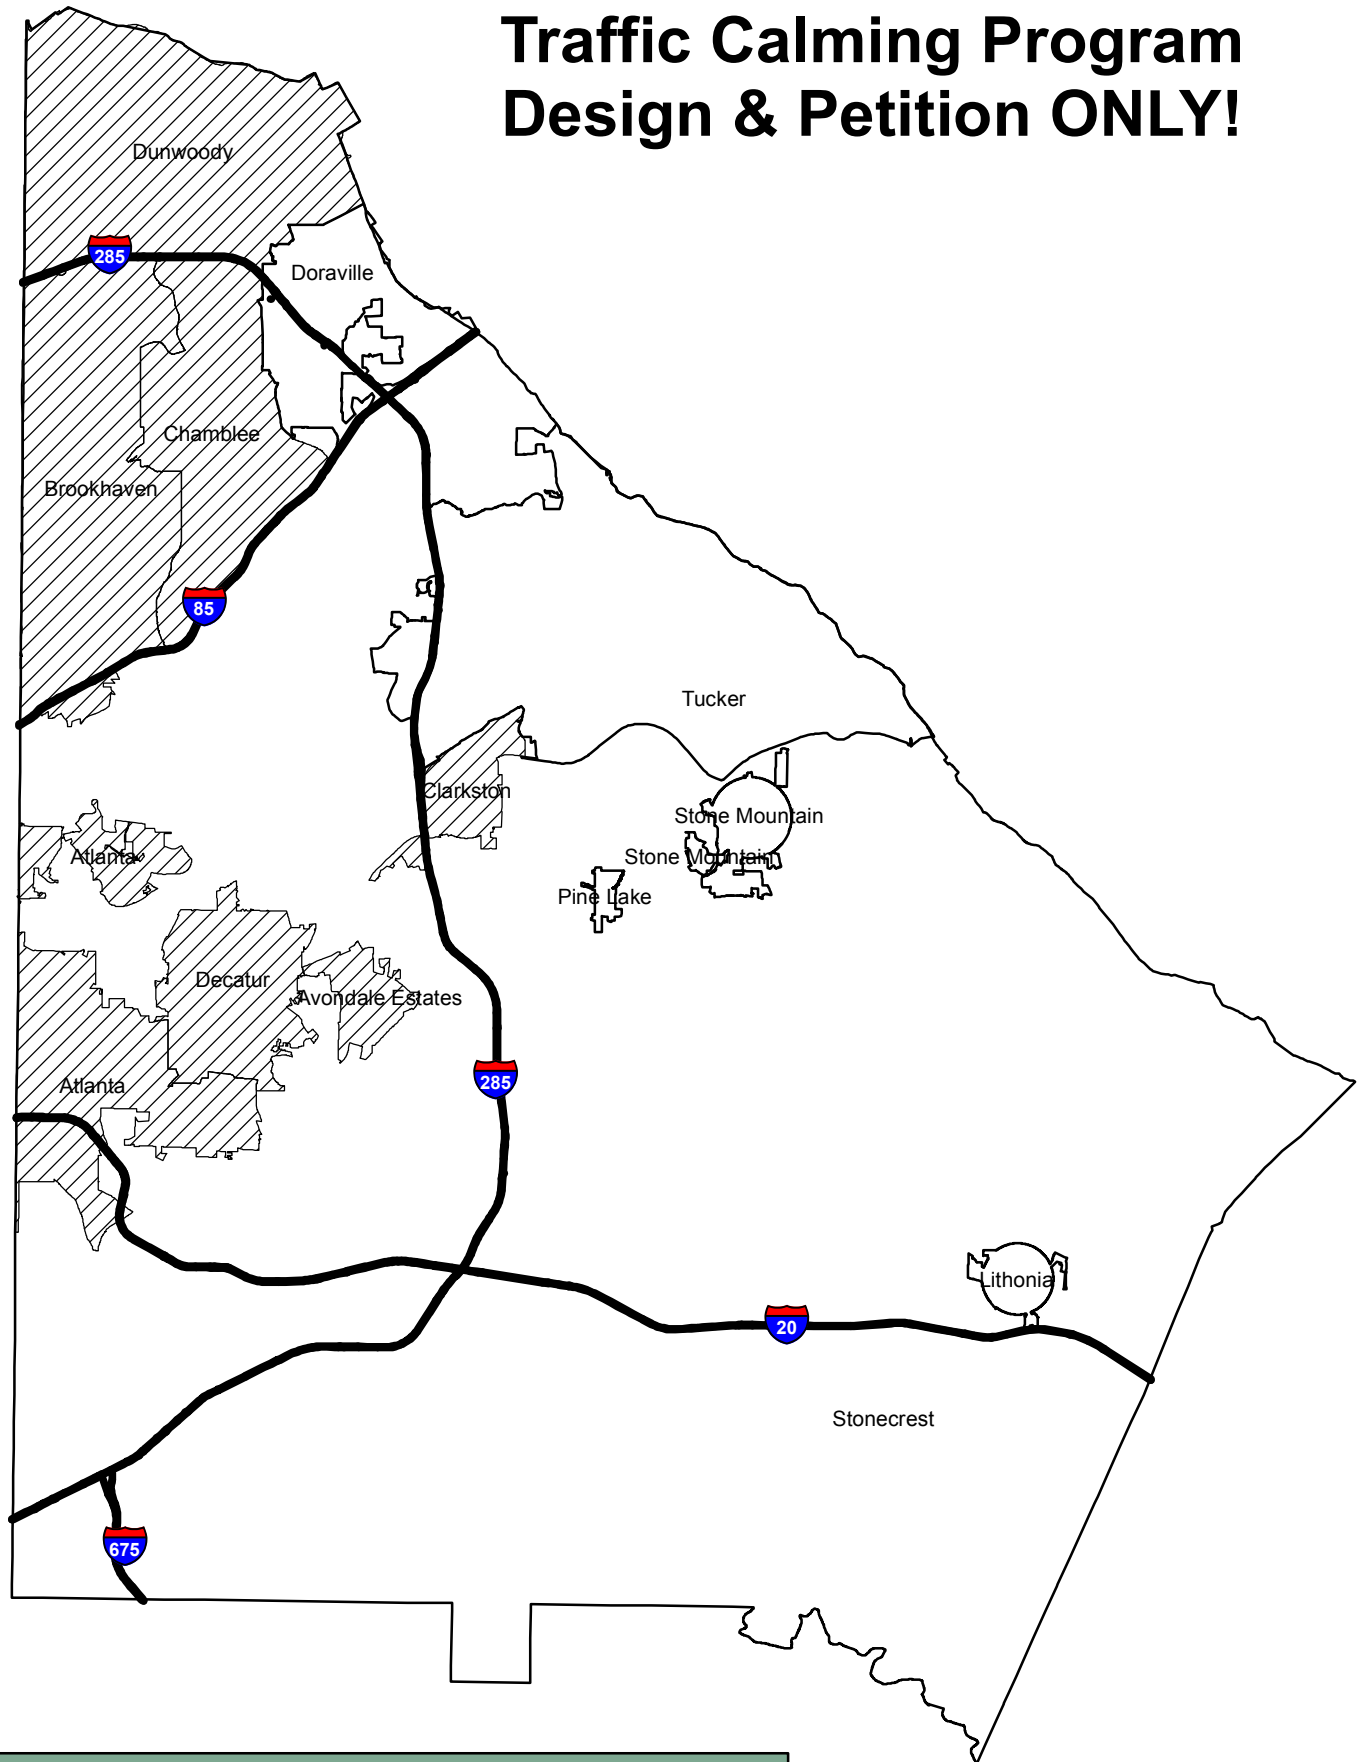 Traffic Calming Program
Design & Petition ONLY!
Dunwoody
285
Doraville
Chamblee
Brookhaven
85
Tucker
Clarkston
Stone Mountain
Atlanta
Stone Mountain
Pine Lake
Decatur
Avondale Estates
285
Atlanta
Lithonia
20
Stonecrest
675